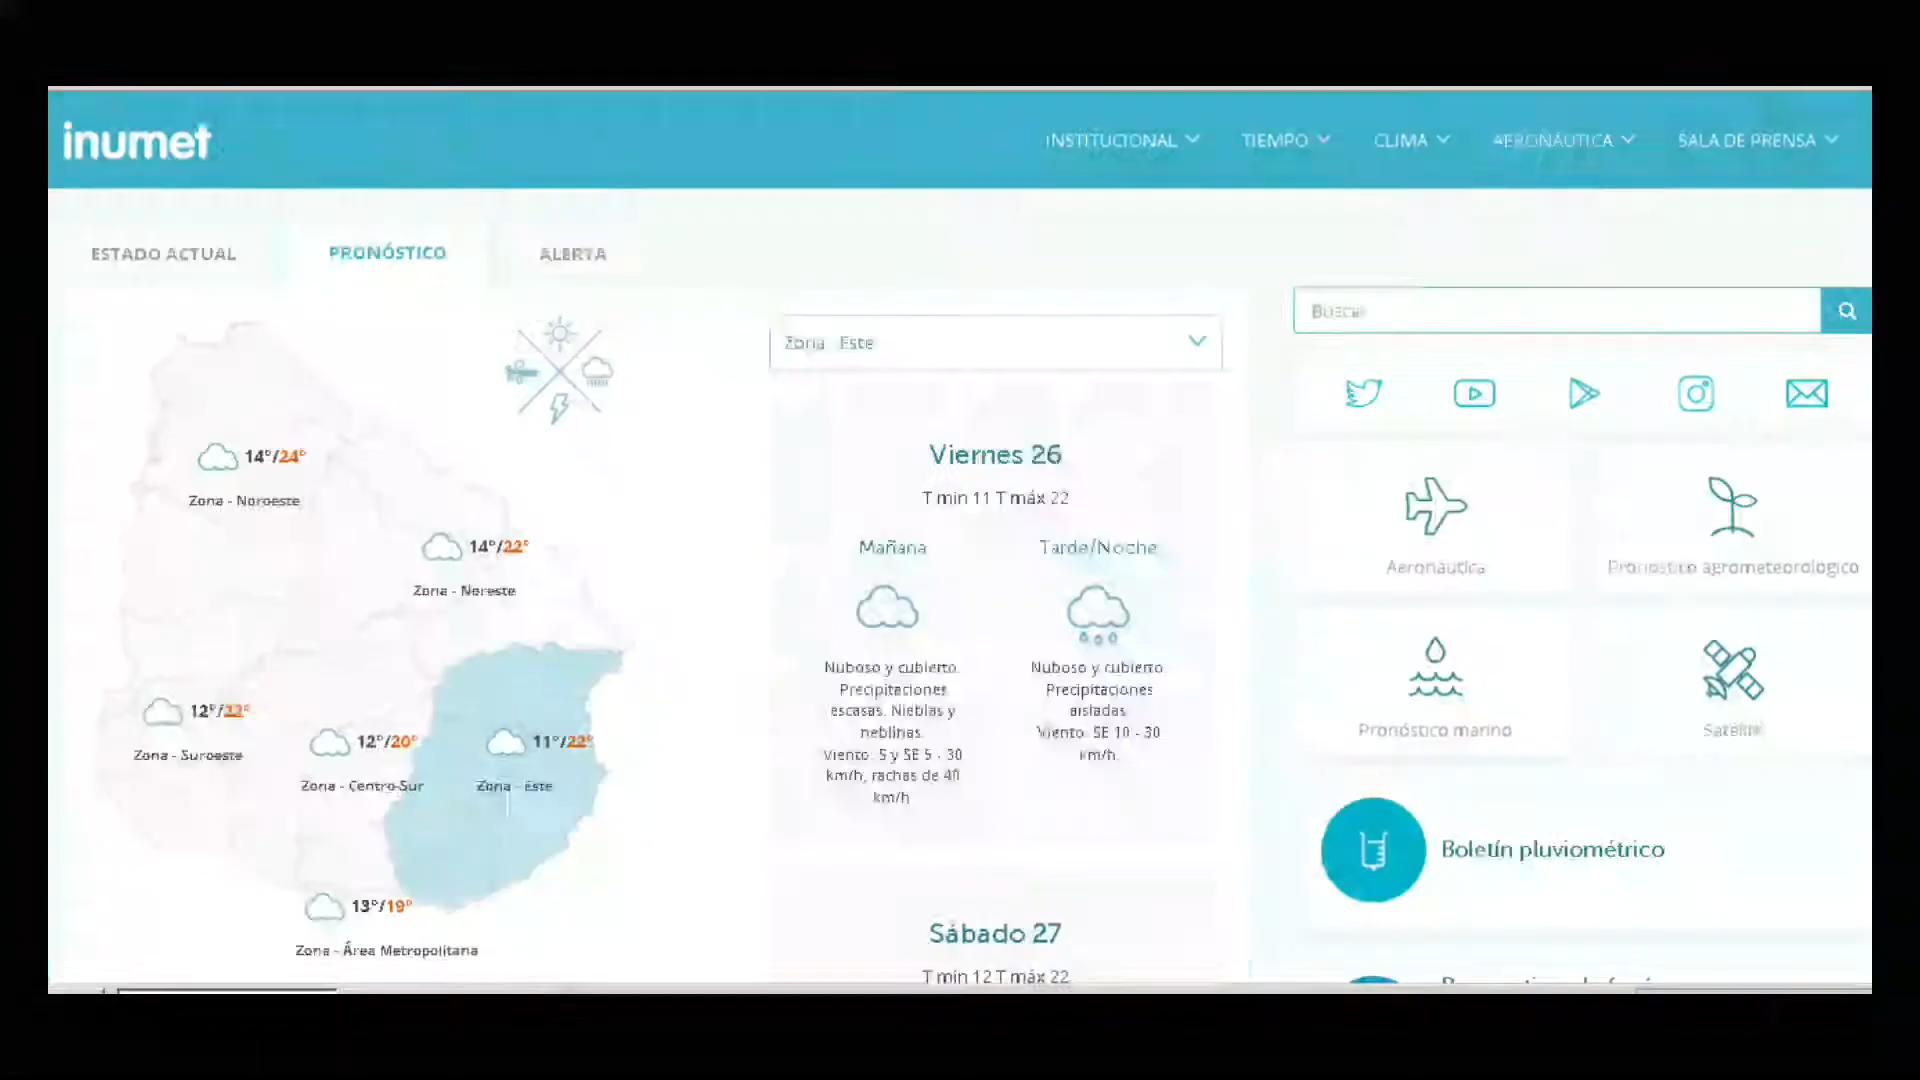 inumet
INSTITUCIONAL
TIEMPO
CLIMA
AERONÁUTICA
SALA DE PRENSA
ESTADO ACTUAL
PRONÓSTICO
ALERTA
14°/24°
Zona - Noroeste
14°/22°
Zona - Noreste
12°/22°
Zona - Suroeste
12°/20°
Zona - Centro-Sur
11°/22°
Zona - Este
13°/19°
Zona - Área Metropolitana
Zona - Este
Viernes 26
T min 11 T máx 22
Mañana
Nuboso y cubierto.
Precipitaciones
escasas. Nieblas y
neblinas.
Viento: S y SE 5 - 30
km/h, rachas de 40
km/h
Tarde/Noche
Nuboso y cubierto
Precipitaciones
aisladas
Viento: SE 10 - 30
km/h.
Sábado 27
T min 12 T máx 22
Buscar
Aeronáutica
Pronóstico agrometeorológico
Pronóstico marino
Satélite
Boletín pluviométrico